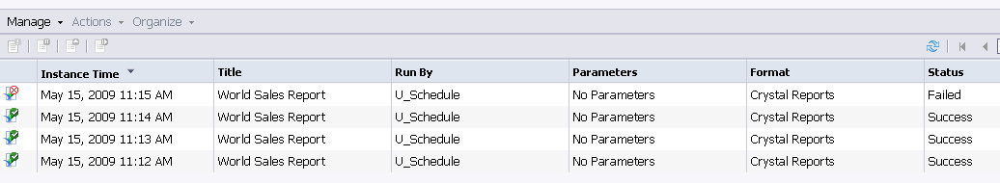 Manage Actions Organize
Instance Time Title Run By Parameters Format Status
May 15, 2009 11:15 AM World Sales Report U_Schedule No Parameters Crystal Reports Failed
May 15, 2009 11:14 AM World Sales Report U_Schedule No Parameters Crystal Reports Success
May 15, 2009 11:13 AM World Sales Report U_Schedule No Parameters Crystal Reports Success
May 15, 2009 11:12 AM World Sales Report U_Schedule No Parameters Crystal Reports Success